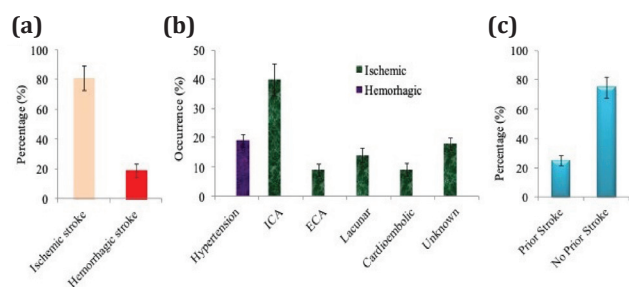 (a)
Percentage (%)
100
80
60
40
20
0
Ischemic stroke
Hemorrhagic stroke
(b)
Occurrence (%)
50
40
30
20
10
0
Ischemic
Hemorhagic
Hypertension
ICA
ECA
Lacunar
Cardioembolic
Unknown
(c)
Percentage (%)
100
80
60
40
20
0
Prior Stroke
No Prior Stroke